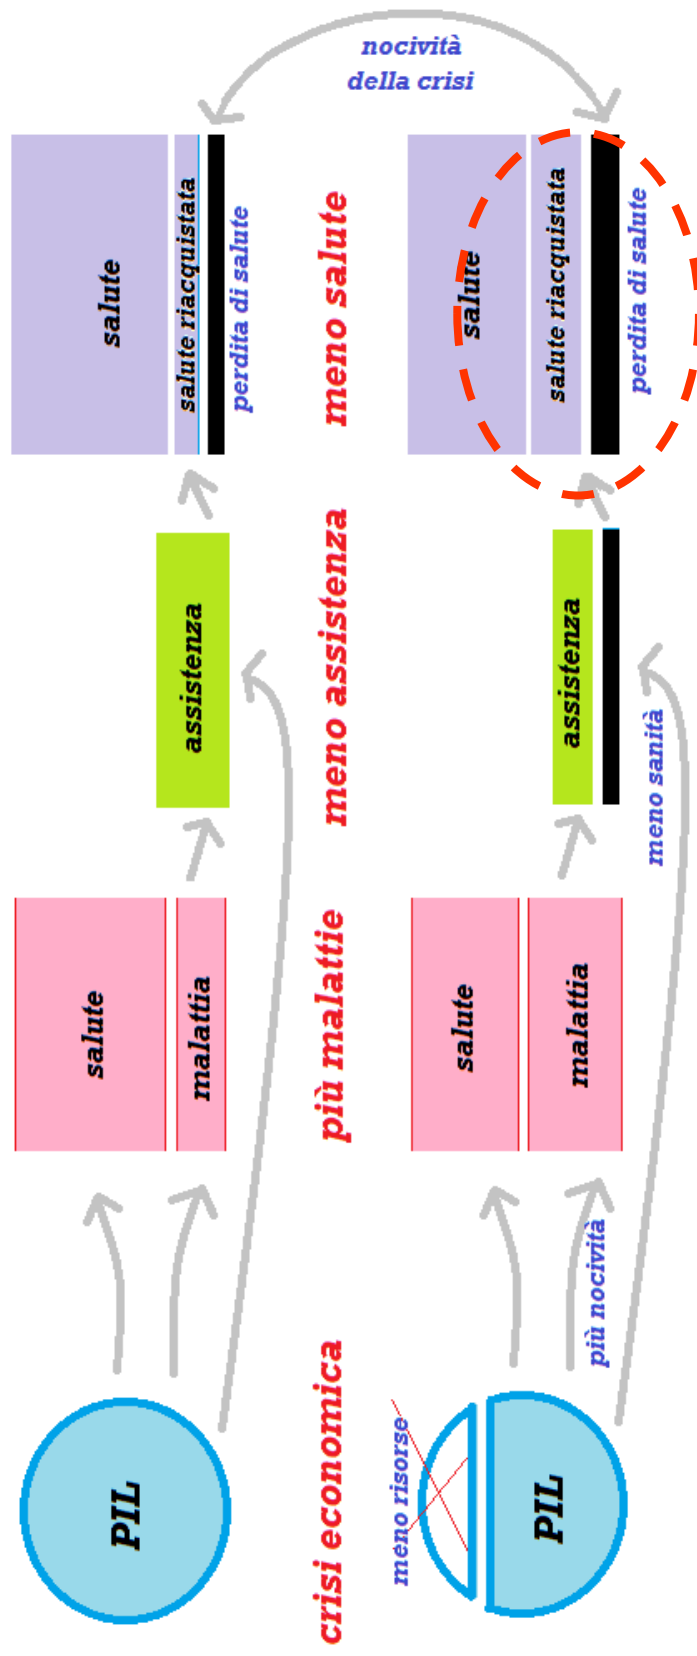 PIL
salute
malattia
assistenza
salute
salute riacquistata
perdita di salute
nocività
della crisi
crisi economica
più malattie
meno assistenza
meno salute
meno risorse
PIL
più nocività
salute
malattia
assistenza
meno sanità
salute
salute riacquistata
perdita di salute